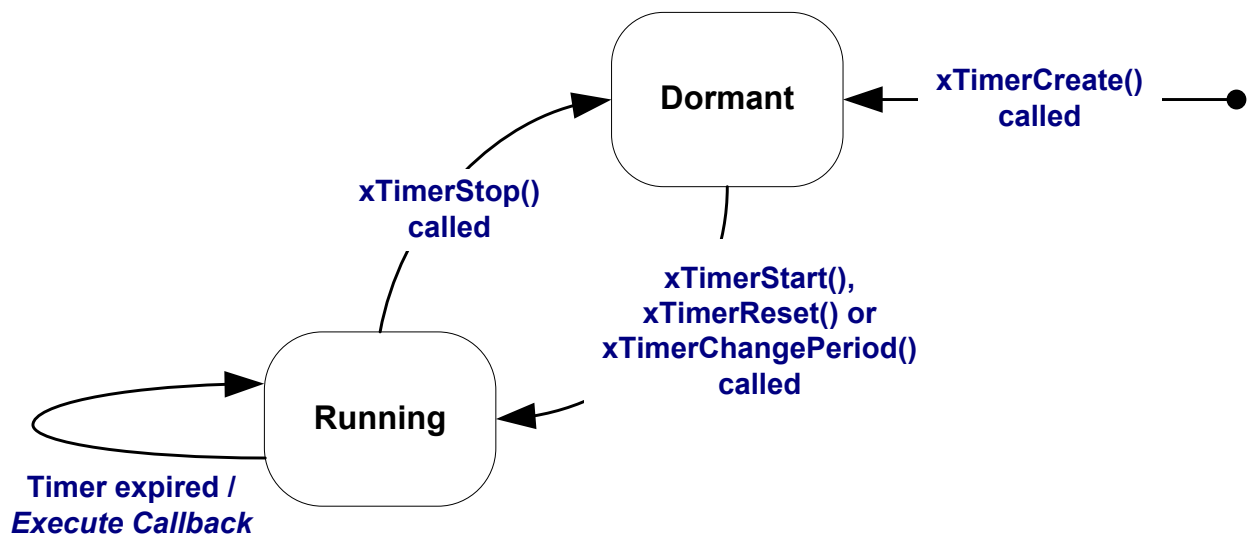 Dormant
xTimerCreate()
called
xTimerStop()
called
xTimerStart(),
xTimerReset() or
xTimerChangePeriod()
called
Running
Timer expired /
Execute Callback